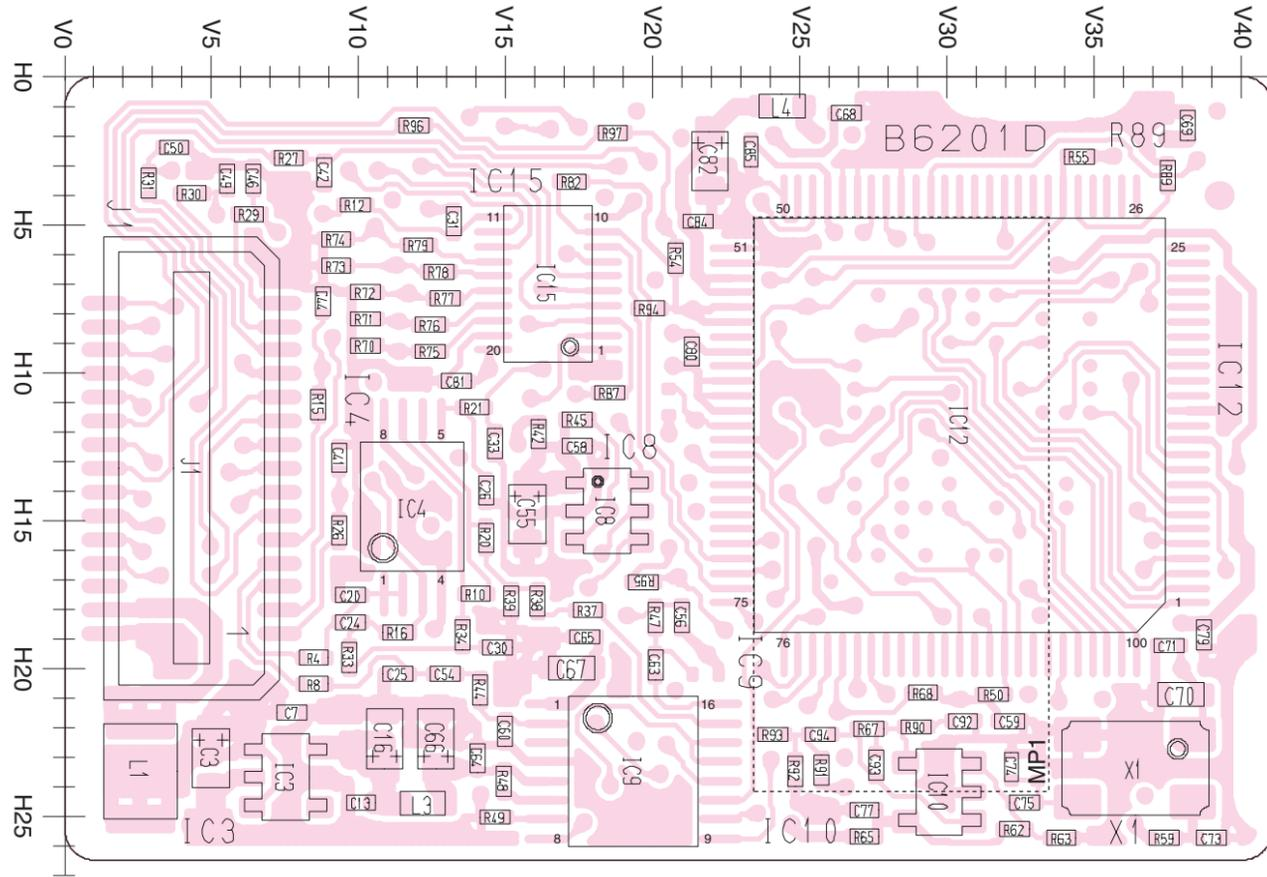 V0 V5 V10 V15 V20 V25 V30 V35 V40
H0
L4
R96 C68 C69
R97 B6201D R89
C50 R27 C82 C85 R55
C42 R82 R89
R31 R30 C49 C46 IC15
R29 R12 C31 11 10 C84 50 26
J1
R74 R79 51 25
H5
R73 R78 R54
R72 R77 IC15
C44 R94
R71 R76
R70 R75 20 1 C80
H10
C81 R87 IC12
R15 IC4 R21 R45 IC12
8 5 R42 C58 IC8
C41 C33
J1 C26
IC4 C55 IC8
H15
R26 R20
1 4 R95
C20 R10 R39 R38 75 1
C24 R16 R34 R37 R47 C56 C79
1 C65 76 100 C71
R4 R33 C30 C67 C63 IC9
H20
C25 C54
R8 R44 R68 R50 C70
C7 1 16
C16 C66 C60 R93 C94 R67 R90 C92 C59
L1 C3 IC3 C64 IC9 R92 R91 C93 C74 MP1 X1
R48 IC10
C13 L3 C77 C75
H25
IC3 R49 8 9 IC10 R65 R62 R63 X1 R59 C73